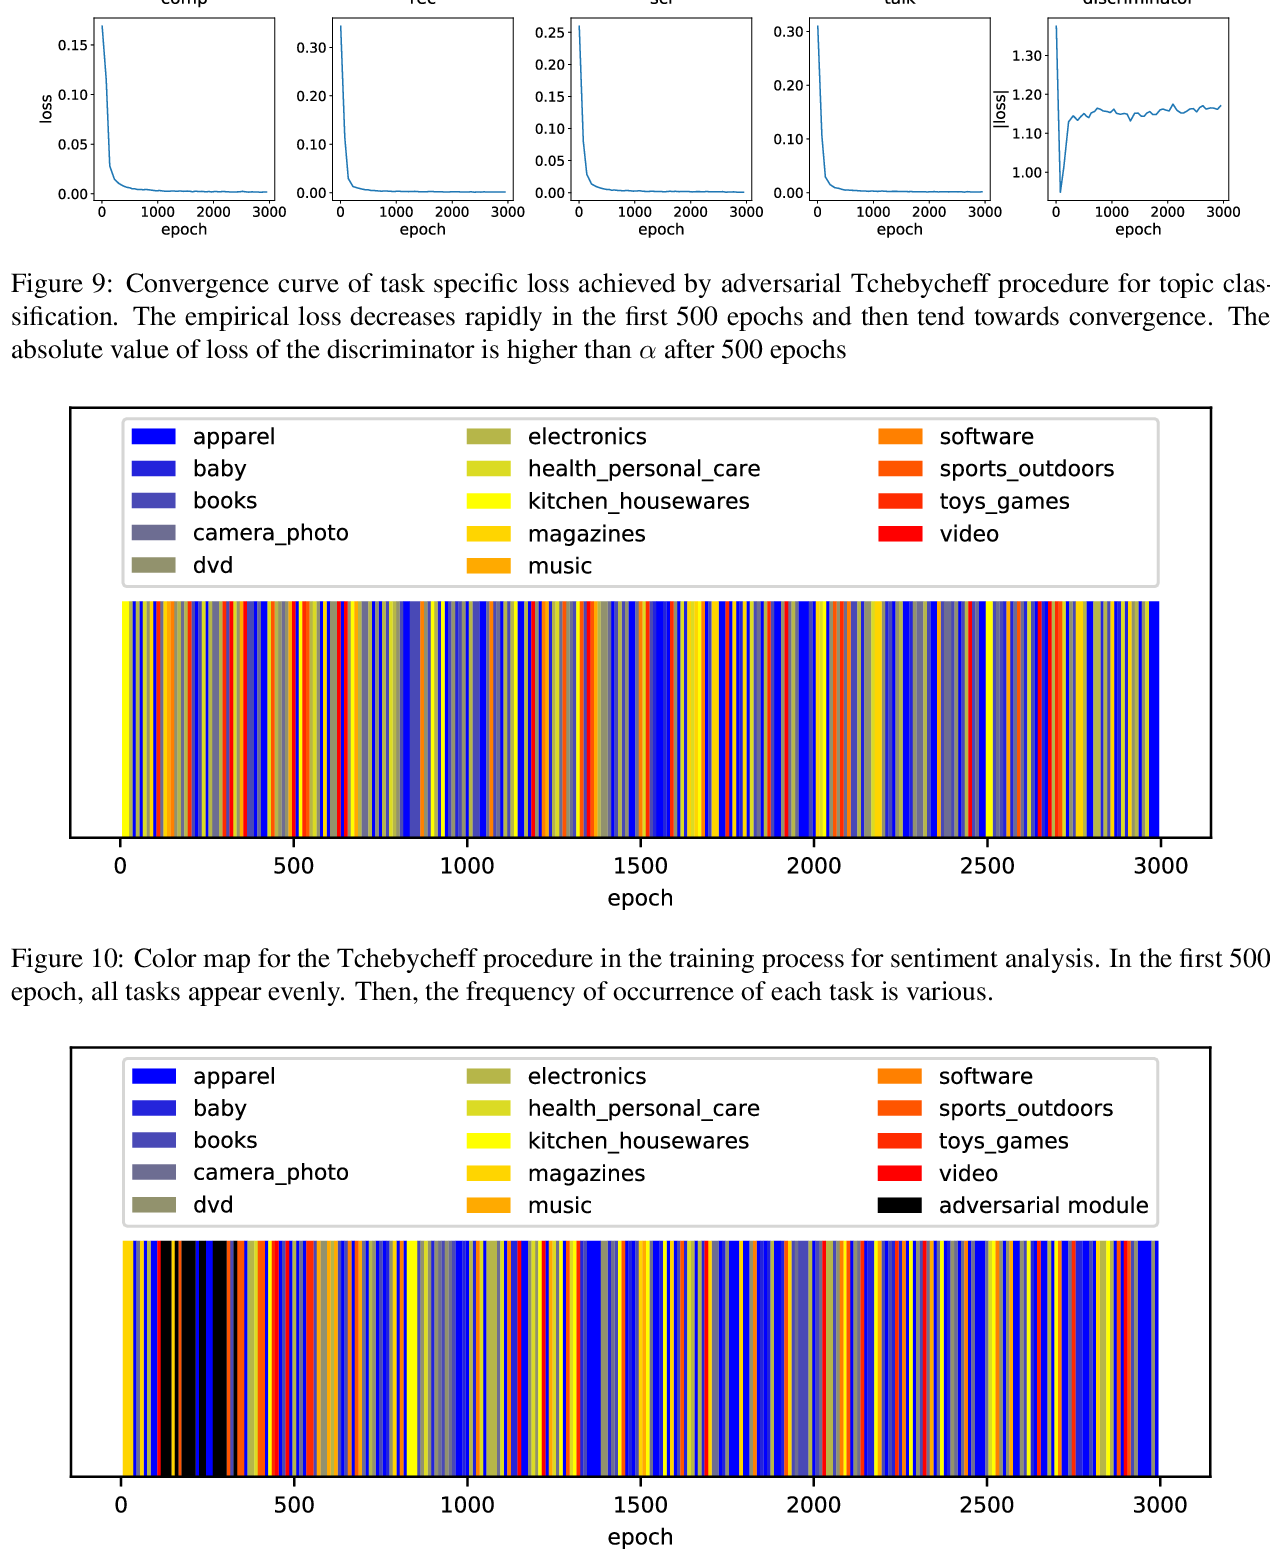 comp rec sci talk discriminator
0.15 0.10 0.05 0.00 loss 0 1000 2000 3000 epoch
0.30 0.20 0.10 0.00 0 1000 2000 3000 epoch
0.25 0.20 0.15 0.10 0.05 0.00 0 1000 2000 3000 epoch
0.30 0.20 0.10 0.00 0 1000 2000 3000 epoch
1.30 1.20 1.10 1.00 |loss| 0 1000 2000 3000 epoch
Figure 9: Convergence curve of task specific loss achieved by adversarial Tchebycheff procedure for topic clas-
sification. The empirical loss decreases rapidly in the first 500 epochs and then tend towards convergence. The
absolute value of loss of the discriminator is higher than α after 500 epochs
apparel
baby
books
camera_photo
dvd
electronics
health_personal_care
kitchen_housewares
magazines
music
software
sports_outdoors
toys_games
video
0 500 1000 1500 2000 2500 3000
epoch
Figure 10: Color map for the Tchebycheff procedure in the training process for sentiment analysis. In the first 500
epoch, all tasks appear evenly. Then, the frequency of occurrence of each task is various.
apparel
baby
books
camera_photo
dvd
electronics
health_personal_care
kitchen_housewares
magazines
music
software
sports_outdoors
toys_games
video
adversarial module
0 500 1000 1500 2000 2500 3000
epoch